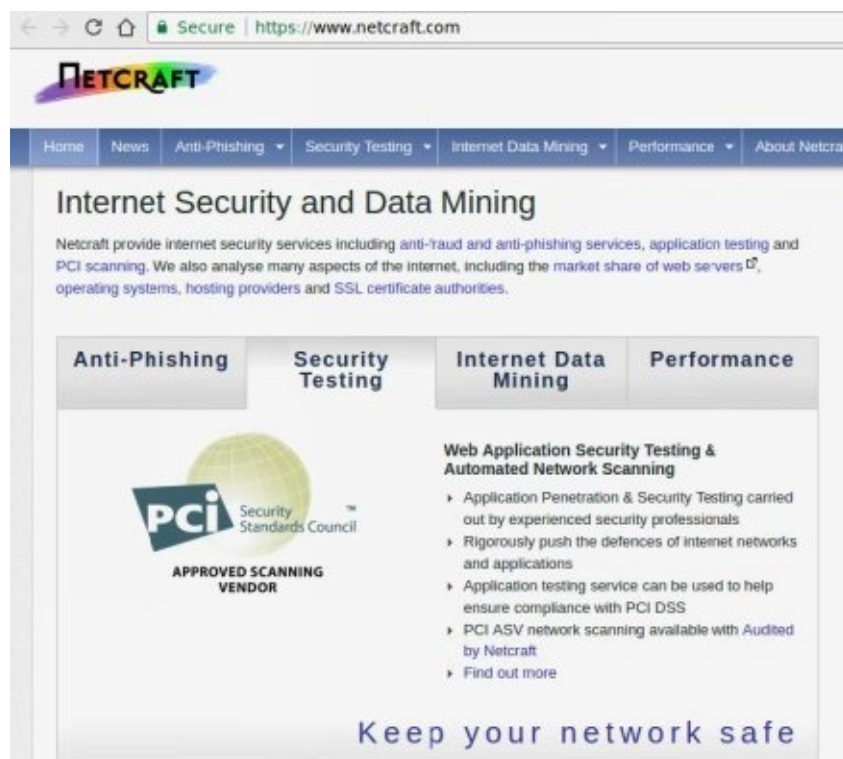 Secure | https://www.netcraft.com
NETCRAFT
Home News Anti-Phishing Security Testing Internet Data Mining Performance About Netcra
Internet Security and Data Mining
Netcraft provide internet security services including anti-fraud and anti-phishing services, application testing and
PCI scanning. We also analyse many aspects of the internet, including the market share of web servers,
operating systems, hosting providers and SSL certificate authorities.
Anti-Phishing Security Testing Internet Data Mining Performance
PCI Security Standards Council ™
APPROVED SCANNING
VENDOR
Web Application Security Testing &
Automated Network Scanning
Application Penetration & Security Testing carried
out by experienced security professionals
Rigorously push the defences of internet networks
and applications
Application testing service can be used to help
ensure compliance with PCI DSS
PCI ASV network scanning available with Audited
by Netcraft
Find out more
Keep your network safe